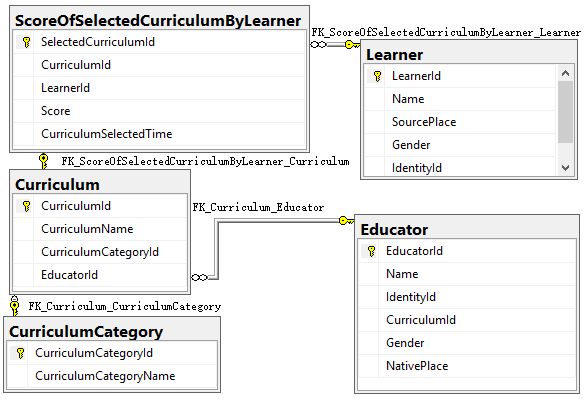 ScoreOfSelectedCurriculumByLearner
SelectedCurriculumId
CurriculumId
LearnerId
Score
CurriculumSelectedTime
FK_ScoreOfSelectedCurriculumByLearner_Learner
Learner
LearnerId
Name
SourcePlace
Gender
IdentityId
FK_ScoreOfSelectedCurriculumByLearner_Curriculum
Curriculum
CurriculumId
CurriculumName
CurriculumCategoryId
EducatorId
FK_Curriculum_Educator
Educator
EducatorId
Name
IdentityId
CurriculumId
Gender
NativePlace
FK_Curriculum_CurriculumCategory
CurriculumCategory
CurriculumCategoryId
CurriculumCategoryName